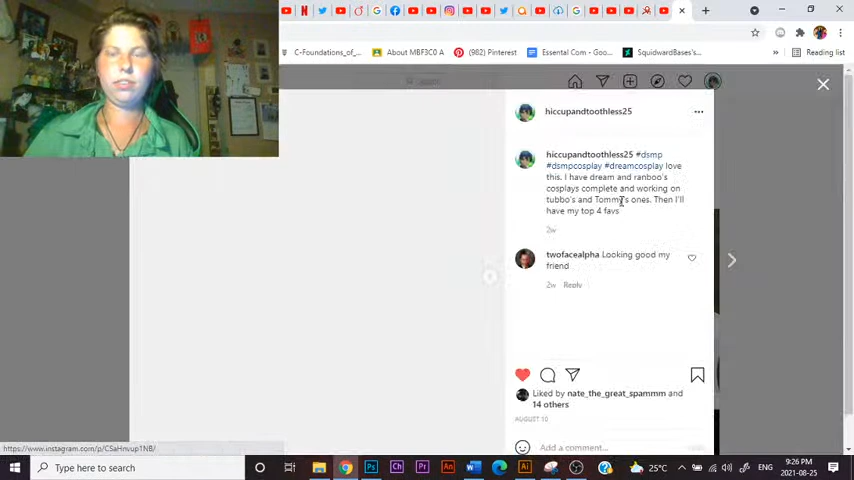 C-Foundations_of_...
About MBF3C0 A
(982) Pinterest
Essental Com - Goo...
SquidwardBases's...
Reading list
hiccupandtoothless25
hiccupandtoothless25 #dsmp
#dsmpcosplay #dreamcosplay love
this. I have dream and ranboo's
cosplays complete and working on
tubbo's and Tommy's ones. Then I'll
have my top 4 favs
2w
twofacealpha Looking good my
friend
2w Reply
Liked by nate_the_great_spammm and
14 others
AUGUST 10
Add a comment...
https://www.instagram.com/p/CSaHnvup1NB/
Type here to search
25°C
ENG
9:26 PM
2021-08-25